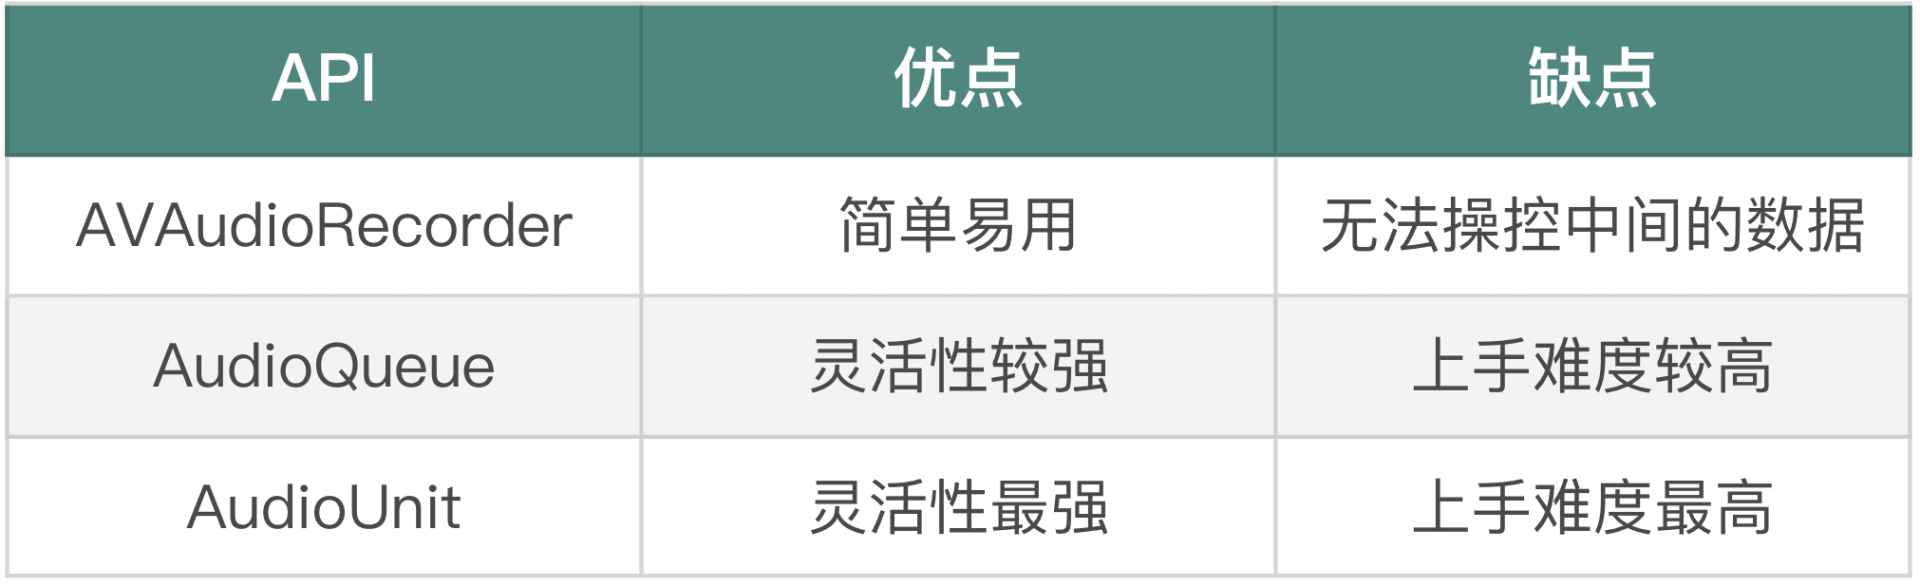 API 优点 缺点
AVAudioRecorder 简单易用 无法操控中间的数据
AudioQueue 灵活性较强 上手难度较高
AudioUnit 灵活性最强 上手难度最高